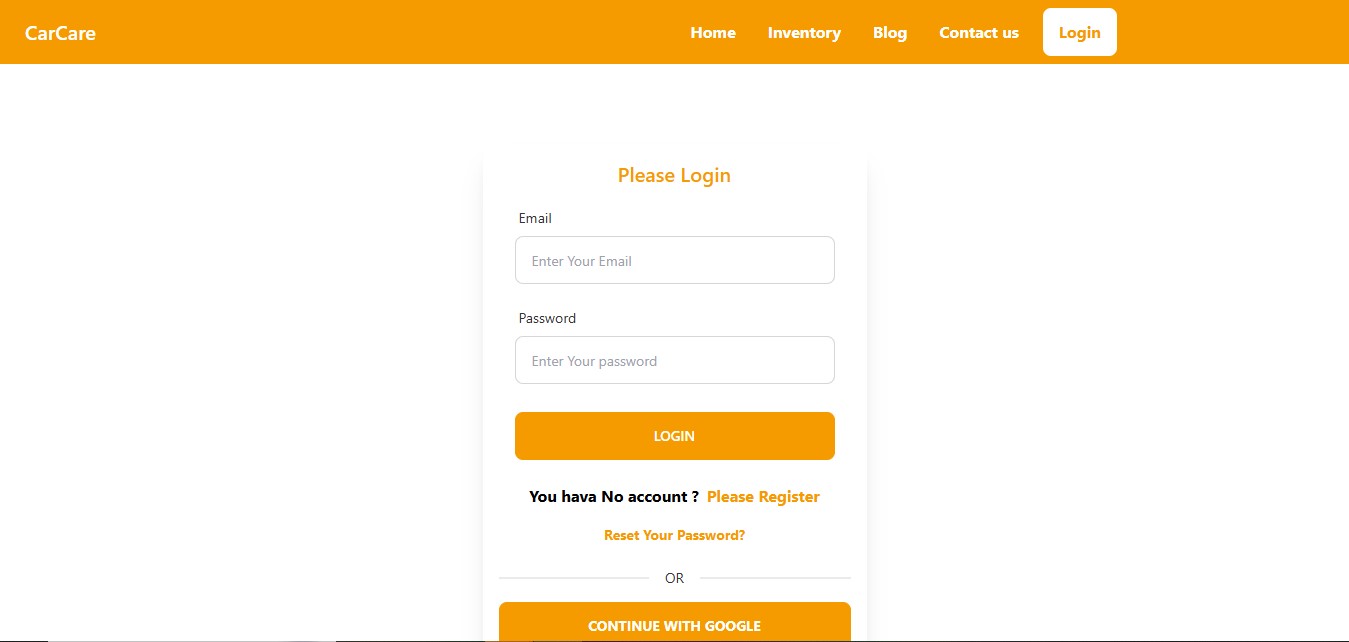 CarCare Home Inventory Blog Contact us Login
Please Login
Email
Enter Your Email
Password
Enter Your password
LOGIN
You hava No account ? Please Register
Reset Your Password?
OR
CONTINUE WITH GOOGLE